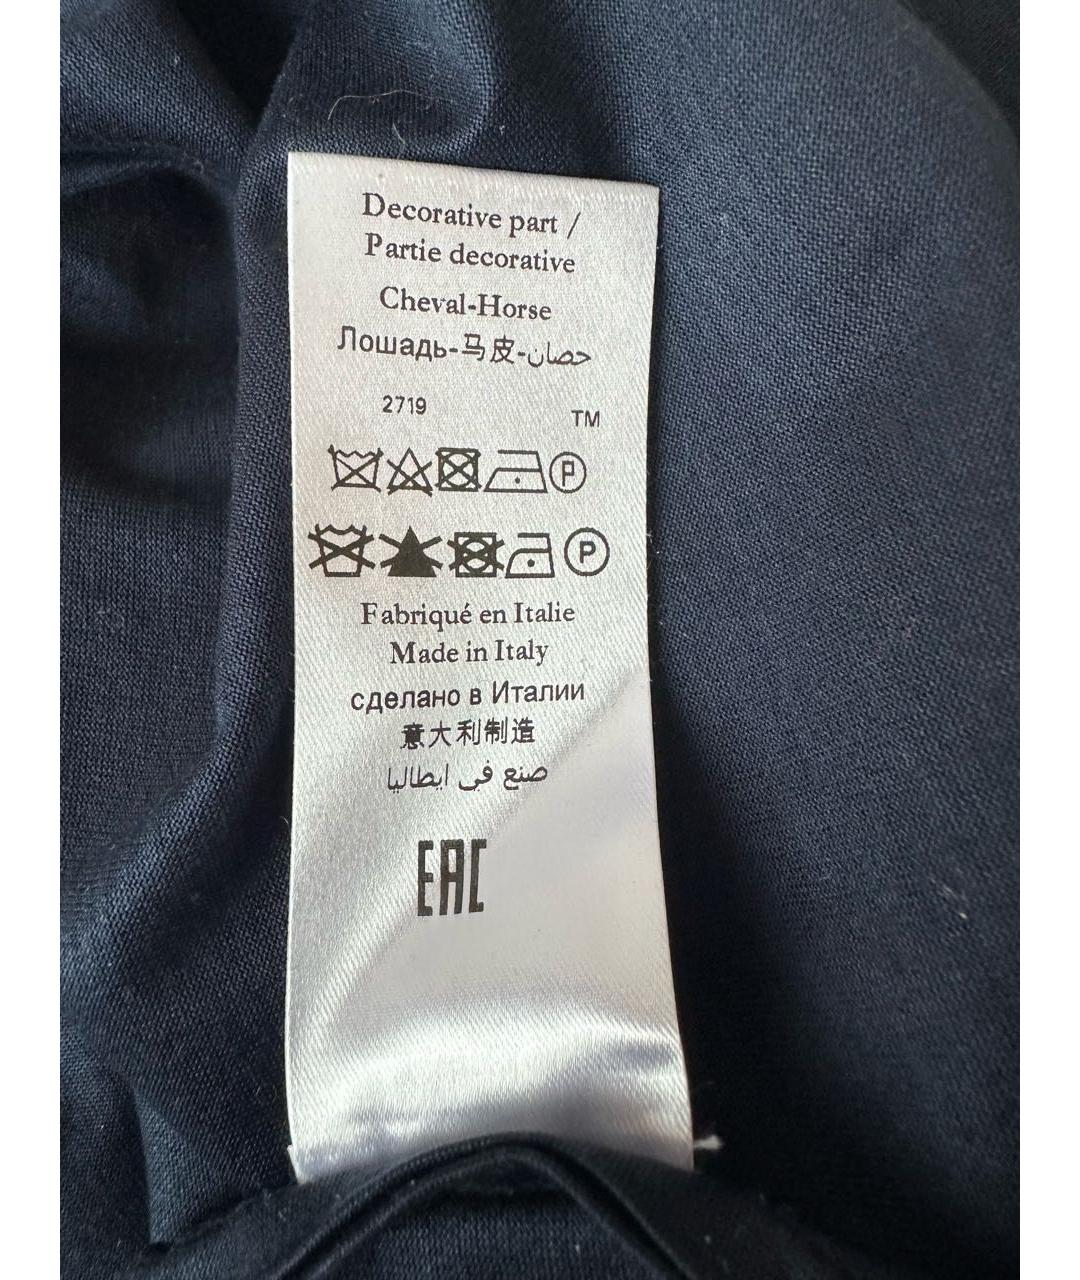 Decorative part /
Partie decorative
Cheval-Horse
Лошадь-马皮-حصان
2719
TM
P
P
Fabriqué en Italie
Made in Italy
сделано в Италии
意大利制造
صنع في ايطاليا
EAC